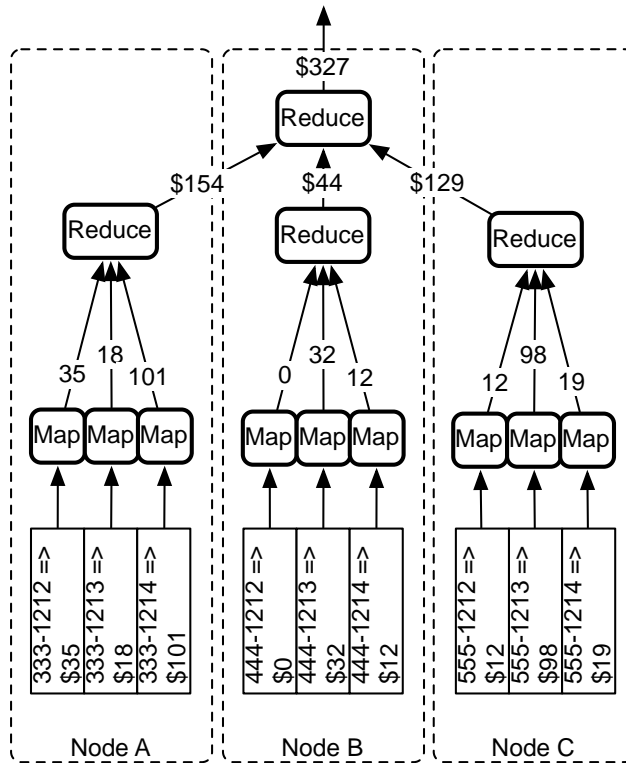 $327
Reduce
$154
$44
$129
Reduce
Reduce
Reduce
35
18
101
0
32
12
12
98
19
Map
Map
Map
Map
Map
Map
Map
Map
Map
333-1212 =>
$35
333-1213 =>
$18
333-1214 =>
$101
444-1212 =>
$0
444-1213 =>
$32
444-1214 =>
$12
555-1212 =>
$12
555-1213 =>
$98
555-1214 =>
$19
Node A
Node B
Node C